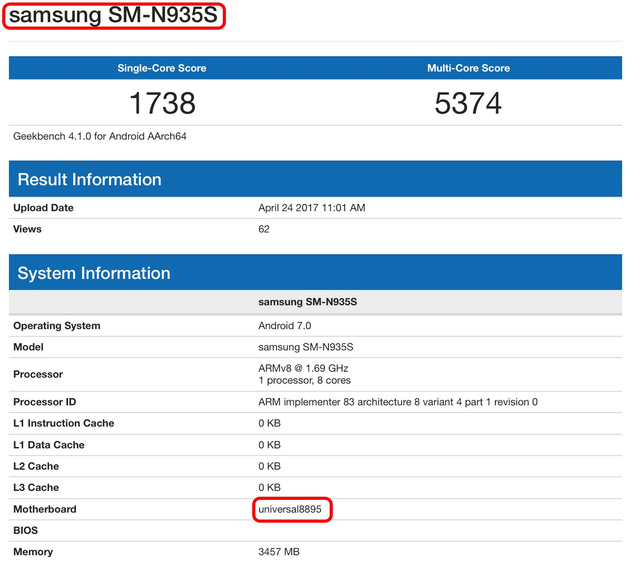 samsung SM-N935S
Single-Core Score Multi-Core Score
1738 5374
Geekbench 4.1.0 for Android AArch64
Result Information
Upload Date April 24 2017 11:01 AM
Views 62
System Information
samsung SM-N935S
Operating System Android 7.0
Model samsung SM-N935S
Processor ARMv8 @ 1.69 GHz
1 processor, 8 cores
Processor ID ARM implementer 83 architecture 8 variant 4 part 1 revision 0
L1 Instruction Cache 0 KB
L1 Data Cache 0 KB
L2 Cache 0 KB
L3 Cache 0 KB
Motherboard universal8895
BIOS
Memory 3457 MB